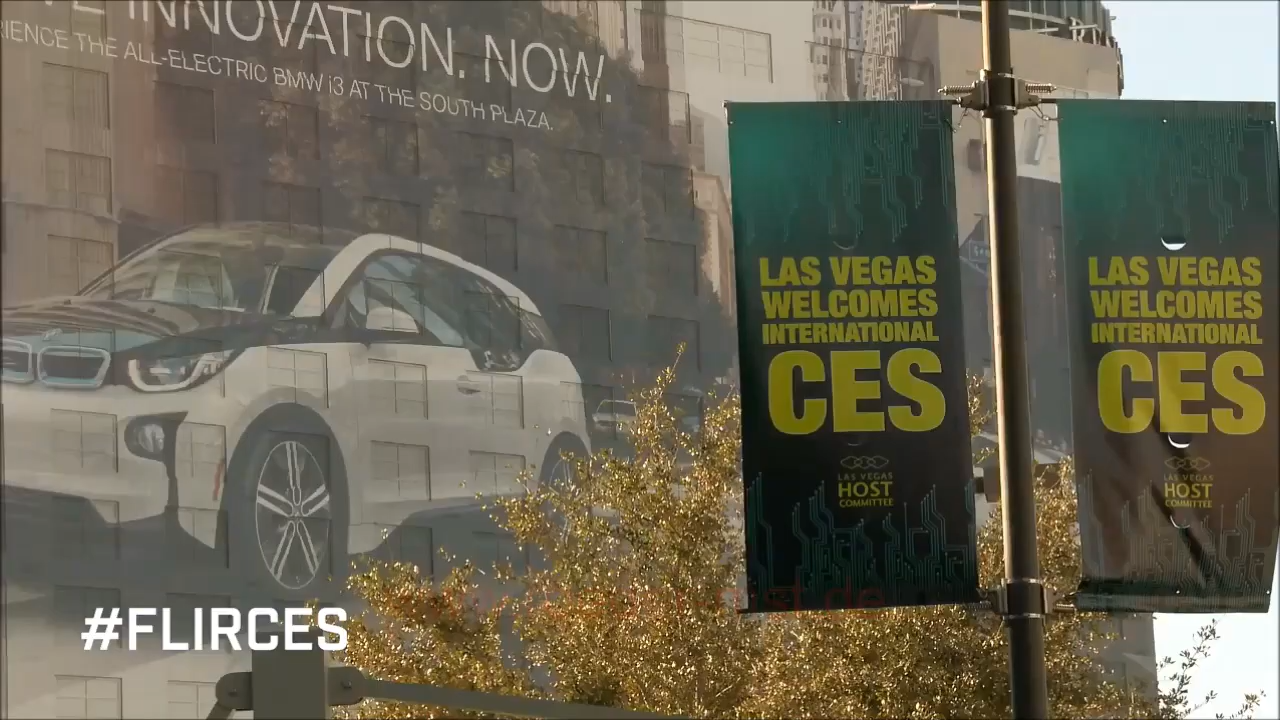 INNOVATION. NOW.
THE ALL-ELECTRIC BMW i3 AT THE SOUTH PLAZA.
LAS VEGAS
WELCOMES
INTERNATIONAL
CES
LAS VEGAS
HOST
COMMITTEE
LAS VEGAS
WELCOMES
INTERNATIONAL
CES
LAS VEGAS
HOST
COMMITTEE
#FLIRCES